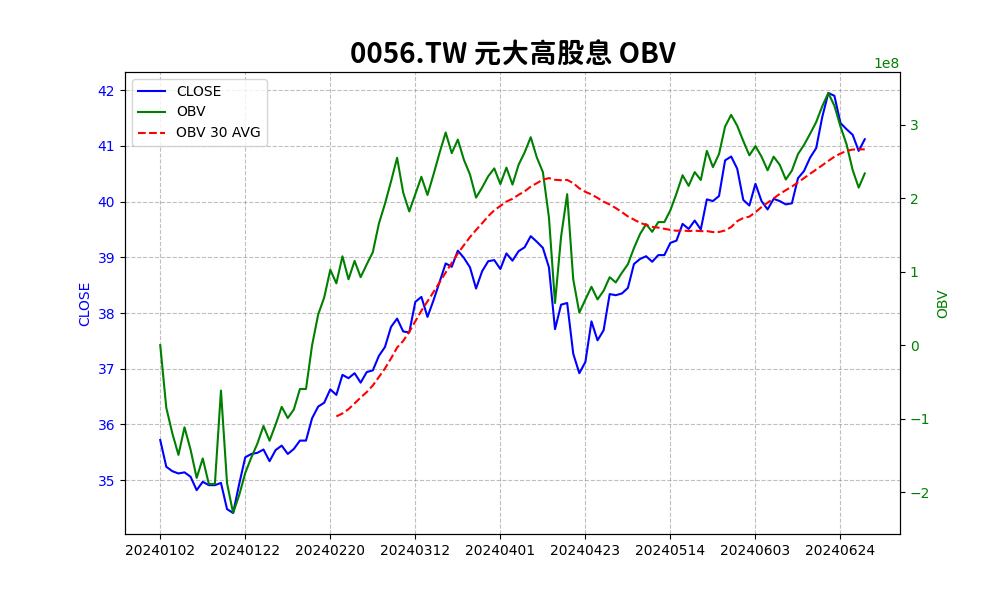 0056.TW 元大高股息 OBV
1e8
CLOSE
OBV
OBV 30 AVG
42
41
40
39
38
37
36
35
CLOSE
3
2
1
0
−1
−2
OBV
20240102 20240122 20240220 20240312 20240401 20240423 20240514 20240603 20240624